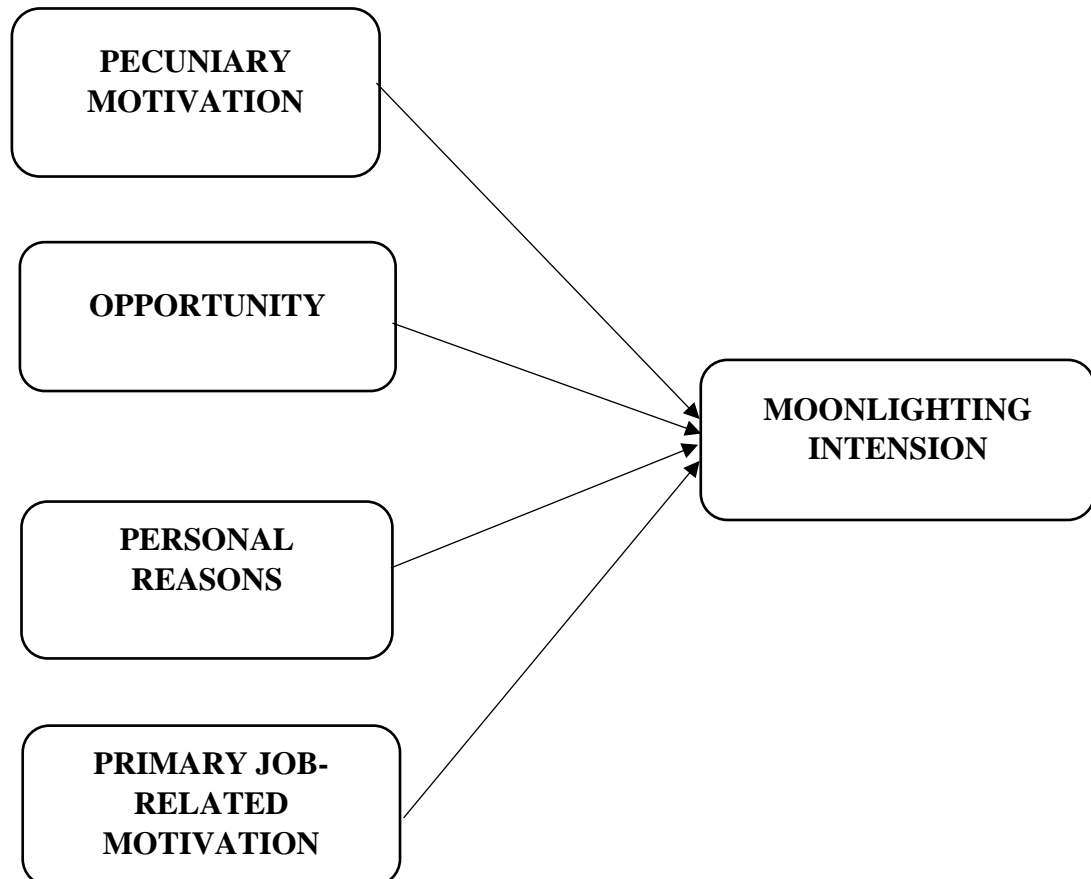 PECUNIARY
MOTIVATION
OPPORTUNITY
MOONLIGHTING
INTENSION
PERSONAL
REASONS
PRIMARY JOB-
RELATED
MOTIVATION